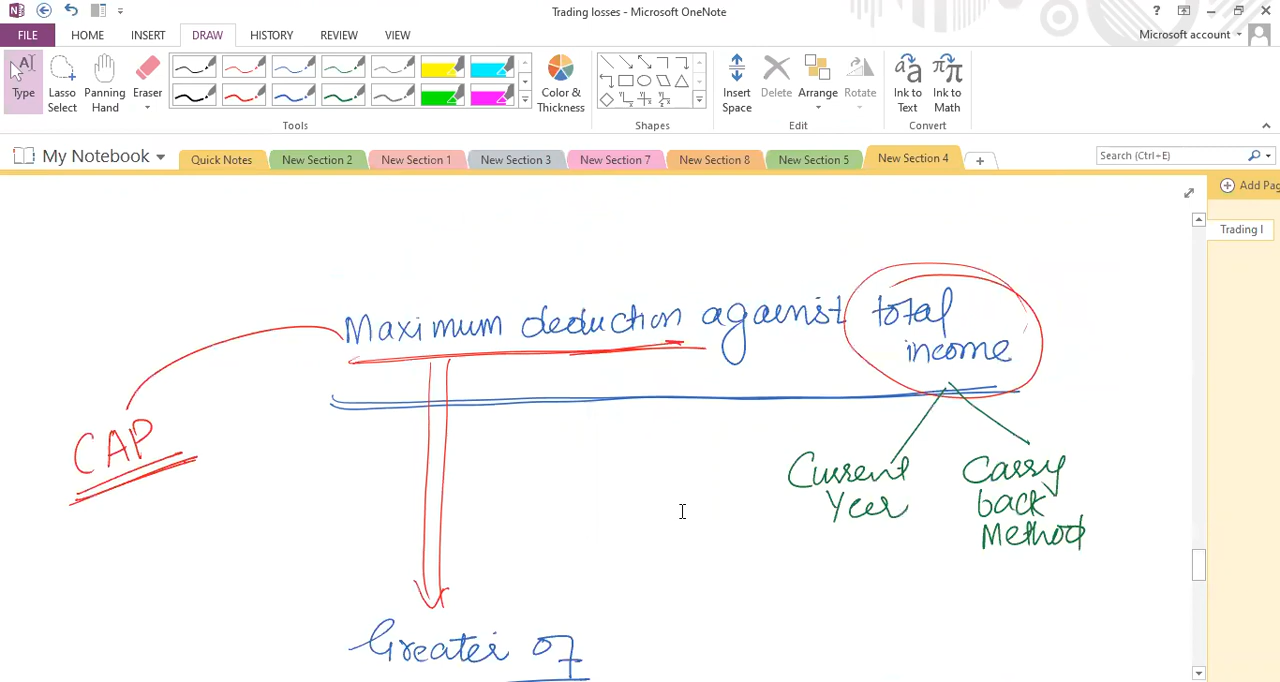 Trading losses - Microsoft OneNote
FILE HOME INSERT DRAW HISTORY REVIEW VIEW
Microsoft account
Type
Lasso Select
Panning Hand
Eraser
Color & Thickness
Insert Space
Delete
Arrange
Rotate
Ink to Text
Ink to Math
Tools Shapes Edit Convert
My Notebook Quick Notes New Section 2 New Section 1 New Section 3 New Section 7 New Section 8 New Section 5 New Section 4
Search (Ctrl+E)
Add Pag
Trading l
Maximum deduction against total
income
CAP
Current
Year
Carry
back
Method
Greater of